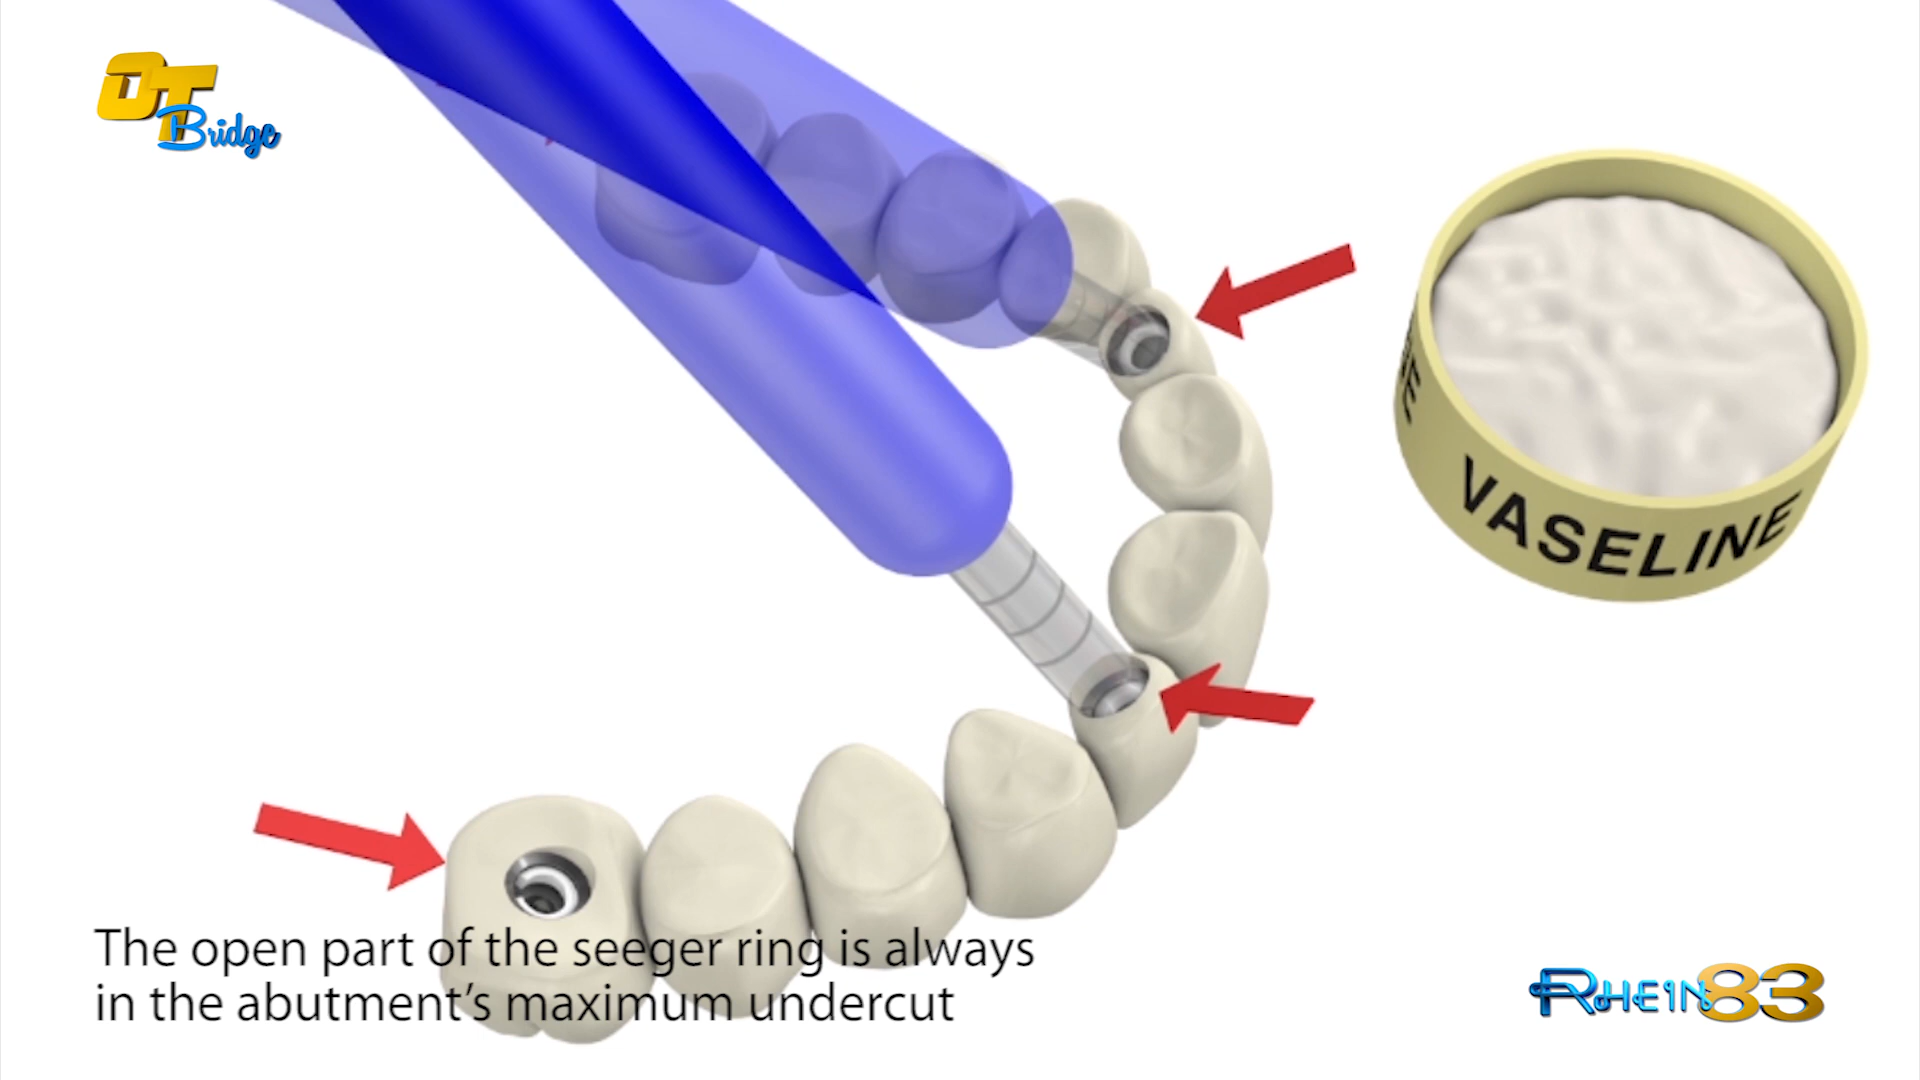 OT
Bridge
VASELINE
The open part of the seeger ring is always
in the abutment’s maximum undercut
RHEIN83